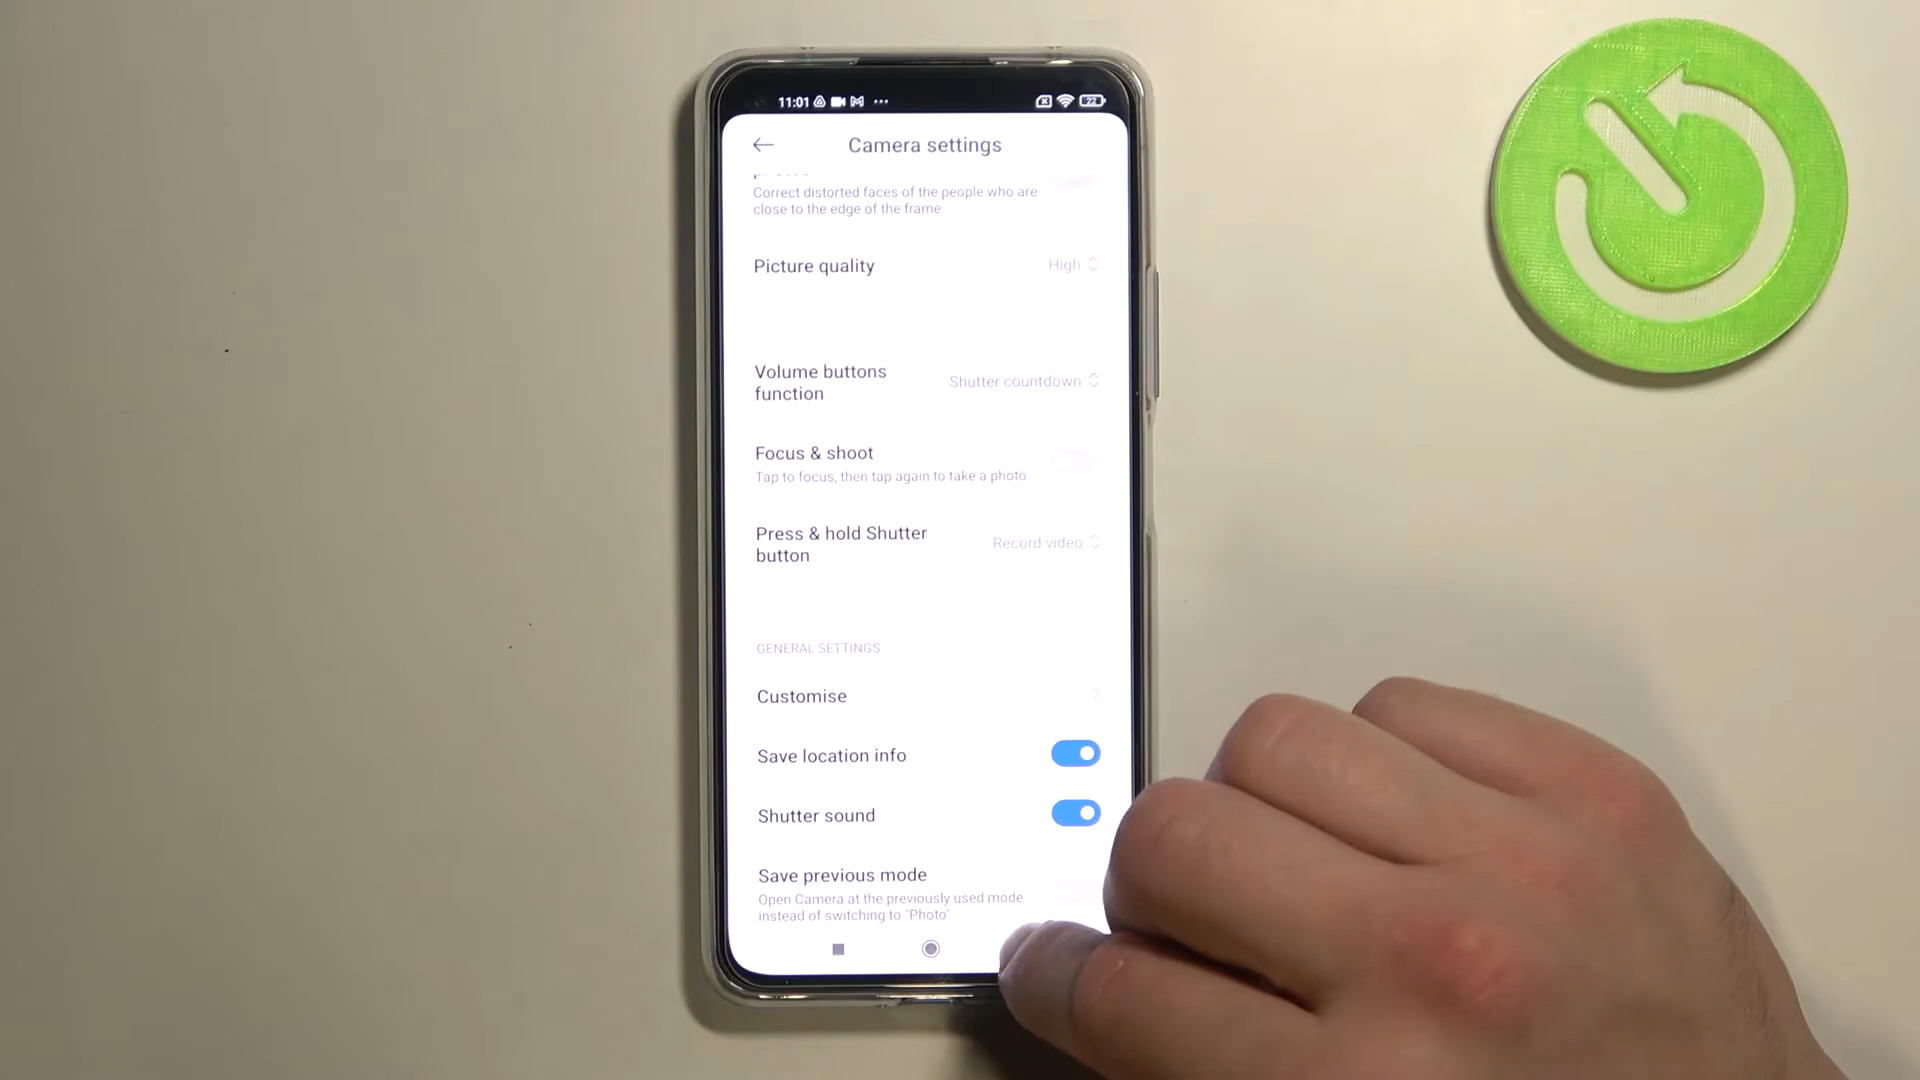 11:01
22
Camera settings
Correct distorted faces of the people who are
close to the edge of the frame
Picture quality
High
Volume buttons
function
Shutter countdown
Focus & shoot
Tap to focus, then tap again to take a photo
Press & hold Shutter
button
Record video
GENERAL SETTINGS
Customise
Save location info
Shutter sound
Save previous mode
Open Camera at the previously used mode
instead of switching to "Photo"